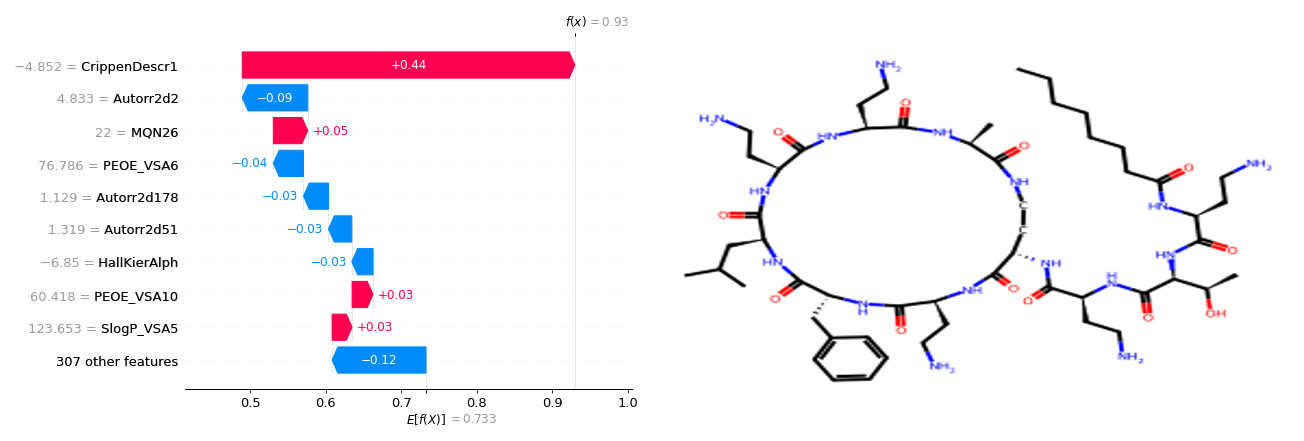 f(x) = 0.93
−4.852 = CrippenDescr1
+0.44
4.833 = Autorr2d2
−0.09
22 = MQN26
+0.05
76.786 = PEOE_VSA6
−0.04
1.129 = Autorr2d178
−0.03
1.319 = Autorr2d51
−0.03
−6.85 = HallKierAlph
−0.03
60.418 = PEOE_VSA10
+0.03
123.653 = SlogP_VSA5
+0.03
307 other features
−0.12
0.5 0.6 0.7 0.8 0.9 1.0
E[f(X)] = 0.733
NH₂
O
H₂N
O
HN
HN
O
NH
HN
O
O
NH
C
C
HN
O
NH
O
NH
O
N
H
O
NH₂
O
NH₂
HN
O
HN
H
N
O
O
OH
NH₂